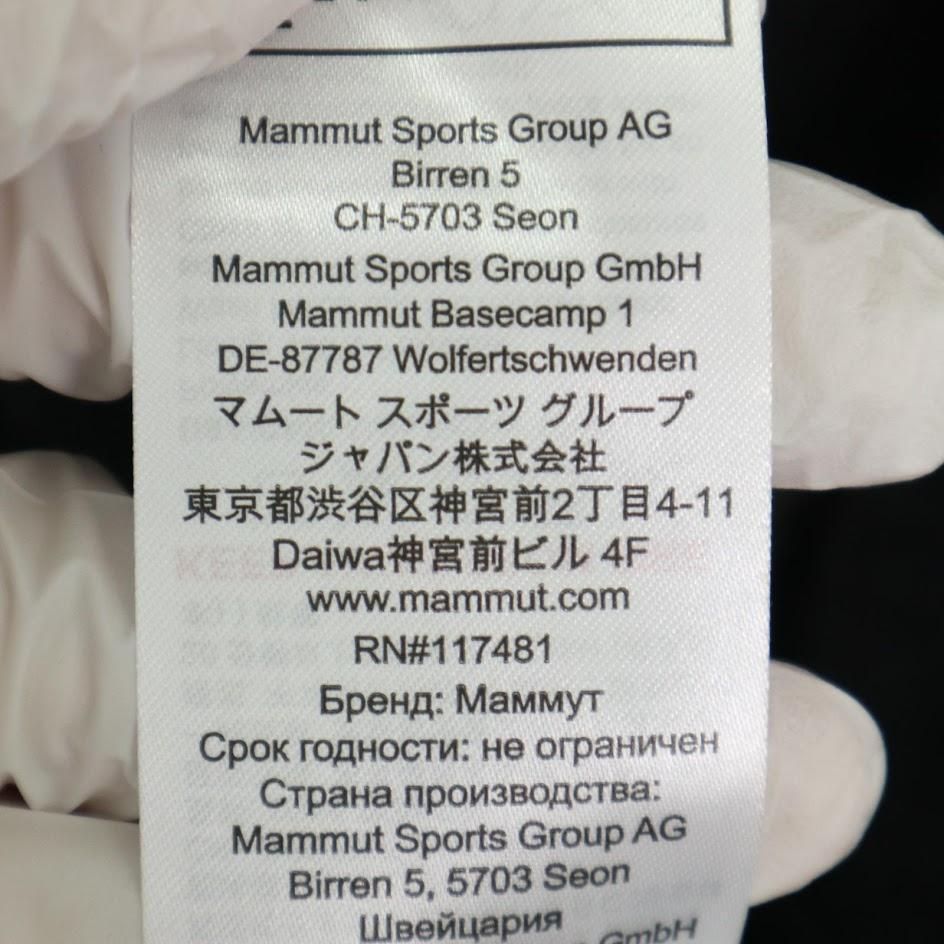 Mammut Sports Group AG
Birren 5
CH-5703 Seon
Mammut Sports Group GmbH
Mammut Basecamp 1
DE-87787 Wolfertschwenden
マムート スポーツ グループ
ジャパン株式会社
東京都渋谷区神宮前2丁目4-11
Daiwa神宮前ビル 4F
www.mammut.com
RN#117481
Бренд: Маммут
Срок годности: не ограничен
Страна производства:
Mammut Sports Group AG
Birren 5, 5703 Seon
Швейцария
GmbH